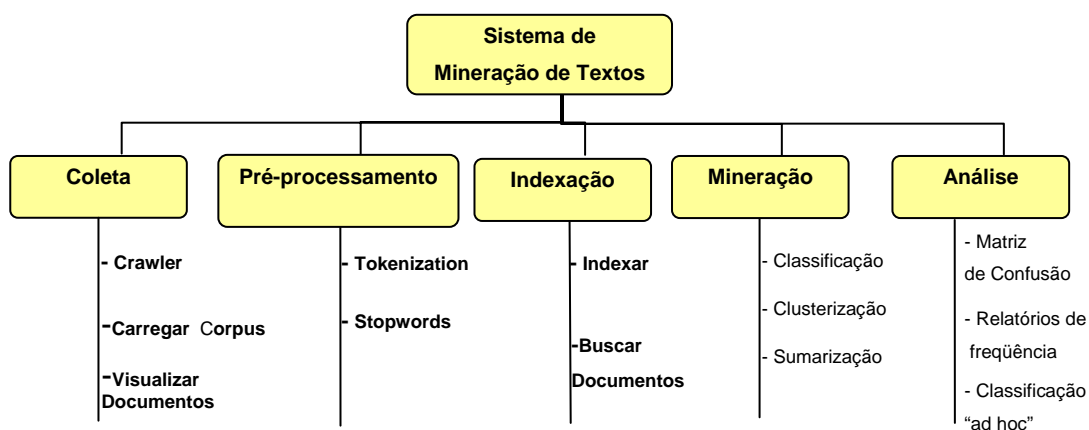 Sistema de
Mineração de Textos
Coleta
- Crawler
-Carregar Corpus
-Visualizar
Documentos
Pré-processamento
- Tokenization
- Stopwords
Indexação
- Indexar
-Buscar
Documentos
Mineração
- Classificação
- Clusterização
- Sumarização
Análise
- Matriz
de Confusão
- Relatórios de
freqüência
- Classificação
“ad hoc”